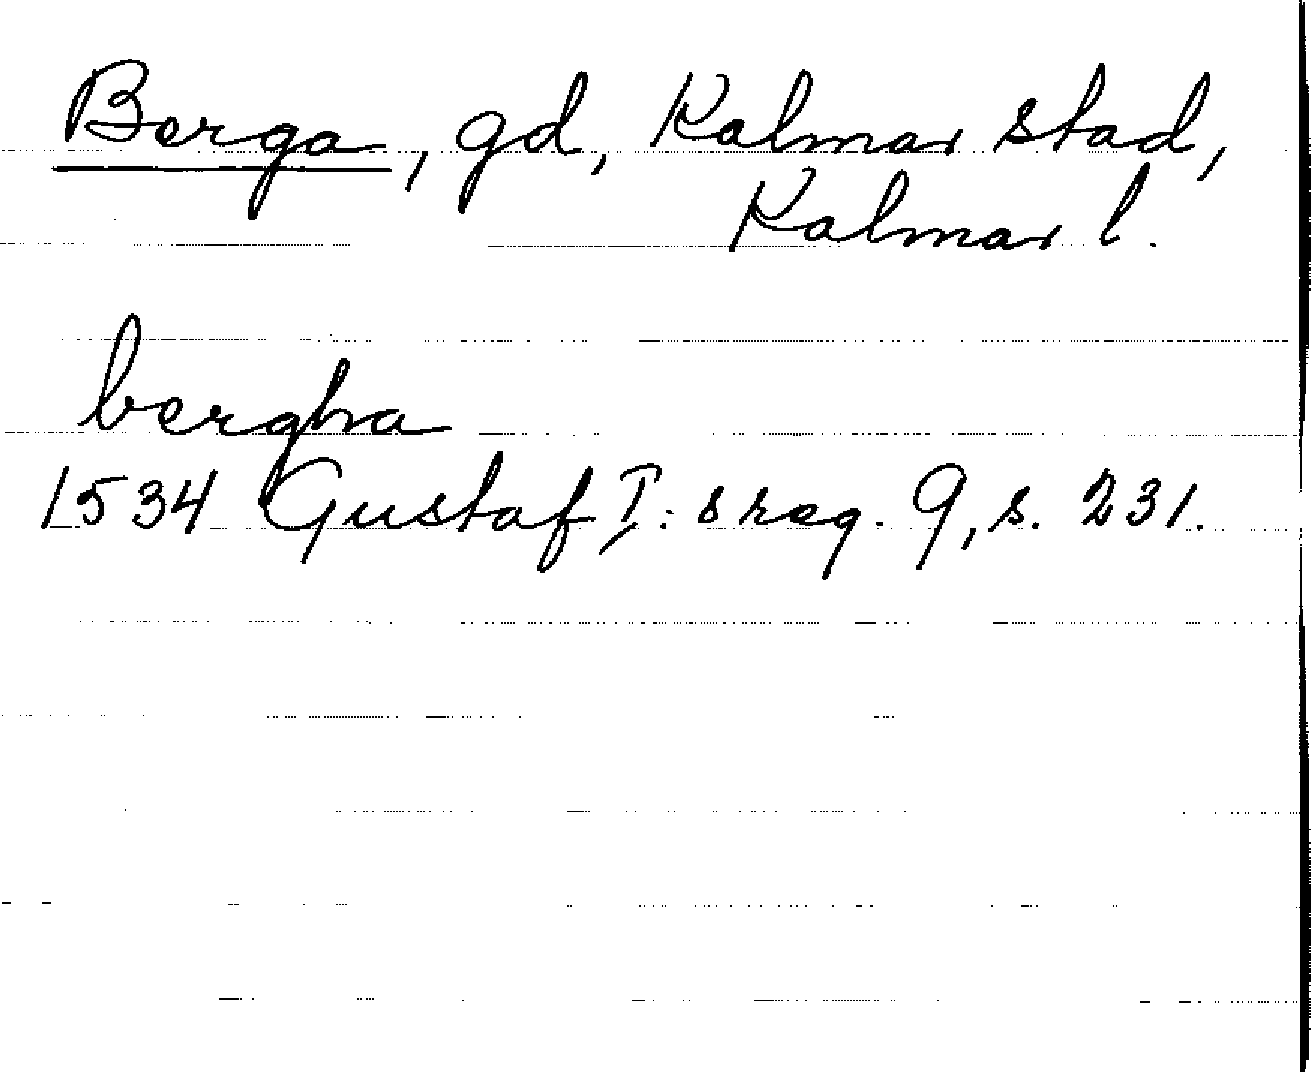 Berga, gd, Kalmar stad,
Kalmar l.
bergha
1534 Gustaf I:s reg. 9, s. 231.